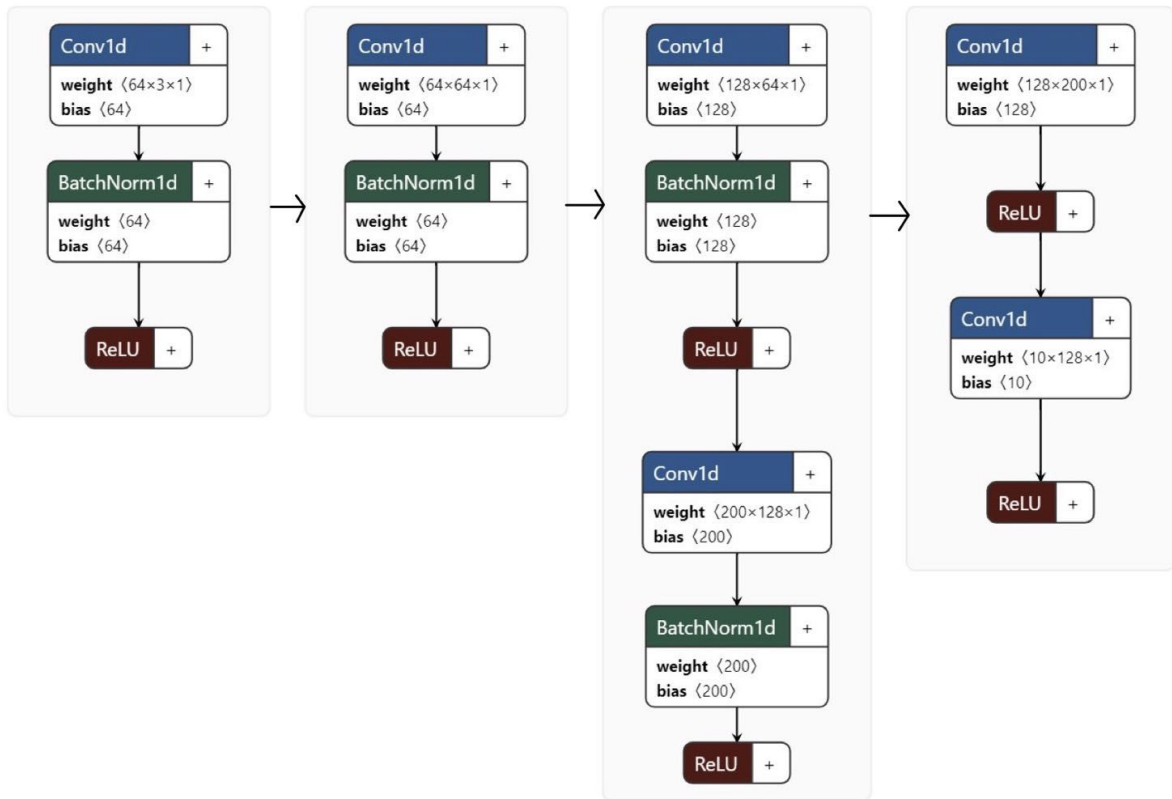 Conv1d +
weight ⟨64×3×1⟩
bias ⟨64⟩
BatchNorm1d +
weight ⟨64⟩
bias ⟨64⟩
ReLU +
Conv1d +
weight ⟨64×64×1⟩
bias ⟨64⟩
BatchNorm1d +
weight ⟨64⟩
bias ⟨64⟩
ReLU +
Conv1d +
weight ⟨128×64×1⟩
bias ⟨128⟩
BatchNorm1d +
weight ⟨128⟩
bias ⟨128⟩
ReLU +
Conv1d +
weight ⟨200×128×1⟩
bias ⟨200⟩
BatchNorm1d +
weight ⟨200⟩
bias ⟨200⟩
ReLU +
Conv1d +
weight ⟨128×200×1⟩
bias ⟨128⟩
ReLU +
Conv1d +
weight ⟨10×128×1⟩
bias ⟨10⟩
ReLU +